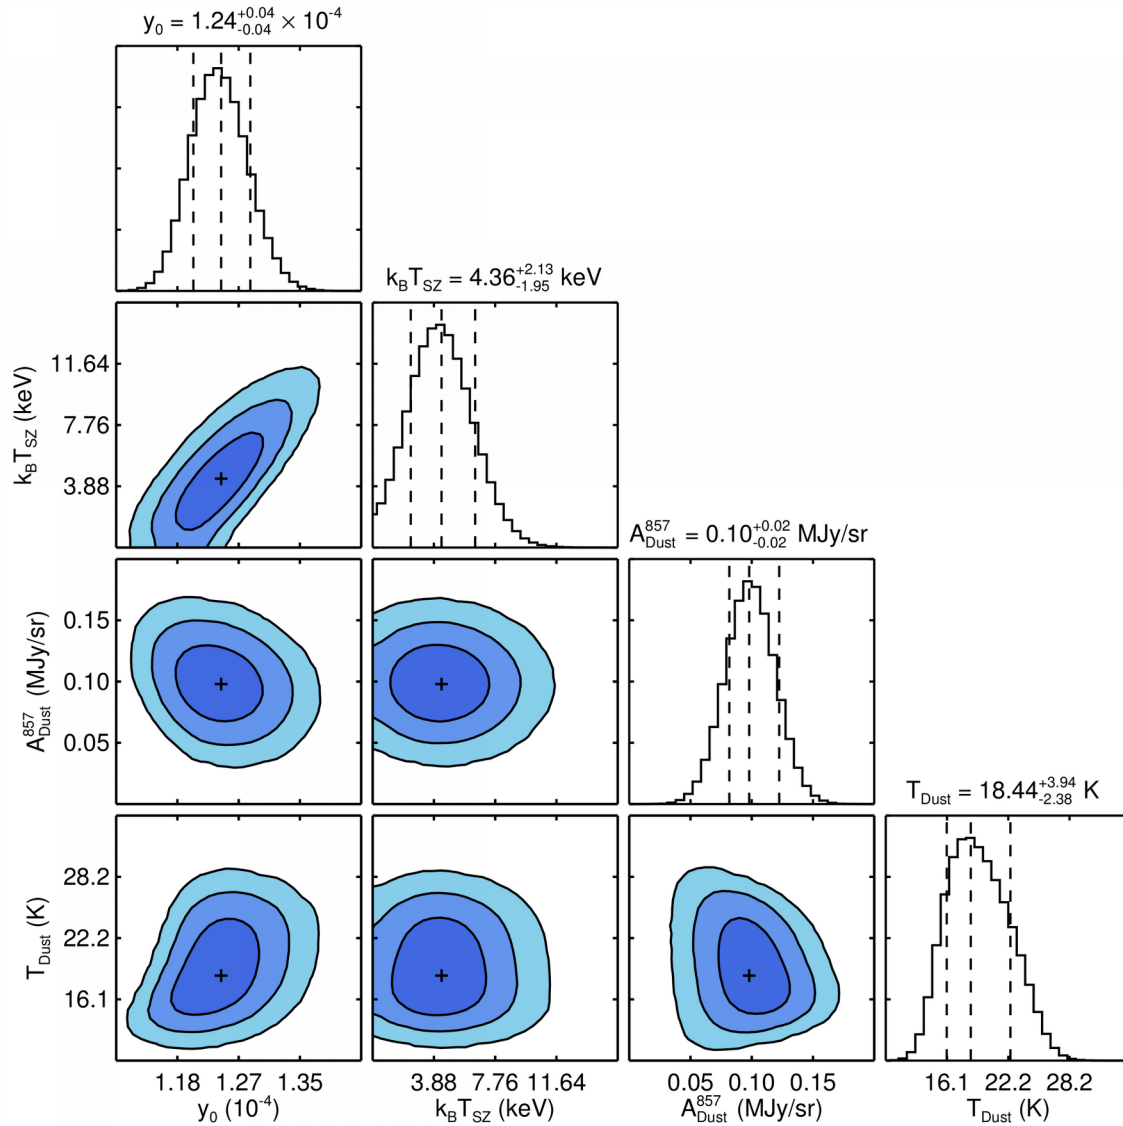 y₀ = 1.24⁺⁰·⁰⁴₋₀.₀₄ × 10⁻⁴
k_B T_SZ = 4.36^{+2.13}_{-1.95} keV
11.64
7.76
3.88
k_B T_SZ (keV)
A^{857}_{Dust} = 0.10^{+0.02}_{-0.02} MJy/sr
0.15
0.10
0.05
A^{857}_{Dust} (MJy/sr)
T_Dust = 18.44^{+3.94}_{-2.38} K
28.2
22.2
16.1
T_Dust (K)
1.18 1.27 1.35 3.88 7.76 11.64 0.05 0.10 0.15 16.1 22.2 28.2
y₀ (10⁻⁴) k_B T_SZ (keV) A^{857}_{Dust} (MJy/sr) T_Dust (K)